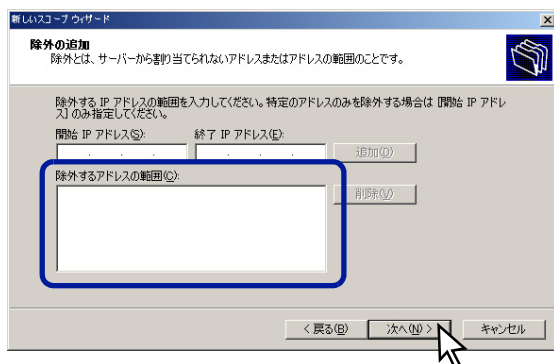 新しいスコープ ウィザード
除外の追加
除外とは、サーバーから割り当てられないアドレスまたはアドレスの範囲のことです。
除外する IP アドレスの範囲を入力してください。特定のアドレスのみを除外する場合は [開始 IP アドレ
ス] のみ指定してください。
開始 IP アドレス(S): 終了 IP アドレス(E):
追加(D)
除外するアドレスの範囲(C):
削除(V)
< 戻る(B) 次へ(N) > キャンセル